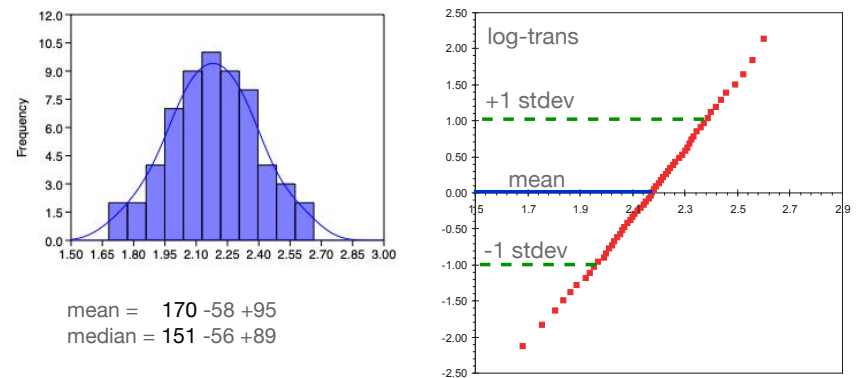 12.0
10.5
9.0
7.5
6.0
4.5
3.0
1.5
0.0
Frequency
1.50 1.65 1.80 1.95 2.10 2.25 2.40 2.55 2.70 2.85 3.00
mean = 170 -58 +95
median = 151 -56 +89
log-trans
+1 stdev
mean
-1 stdev
2.50
2.00
1.50
1.00
0.50
0.00
-0.50
-1.00
-1.50
-2.00
-2.50
1.5 1.7 1.9 2.1 2.3 2.5 2.7 2.9